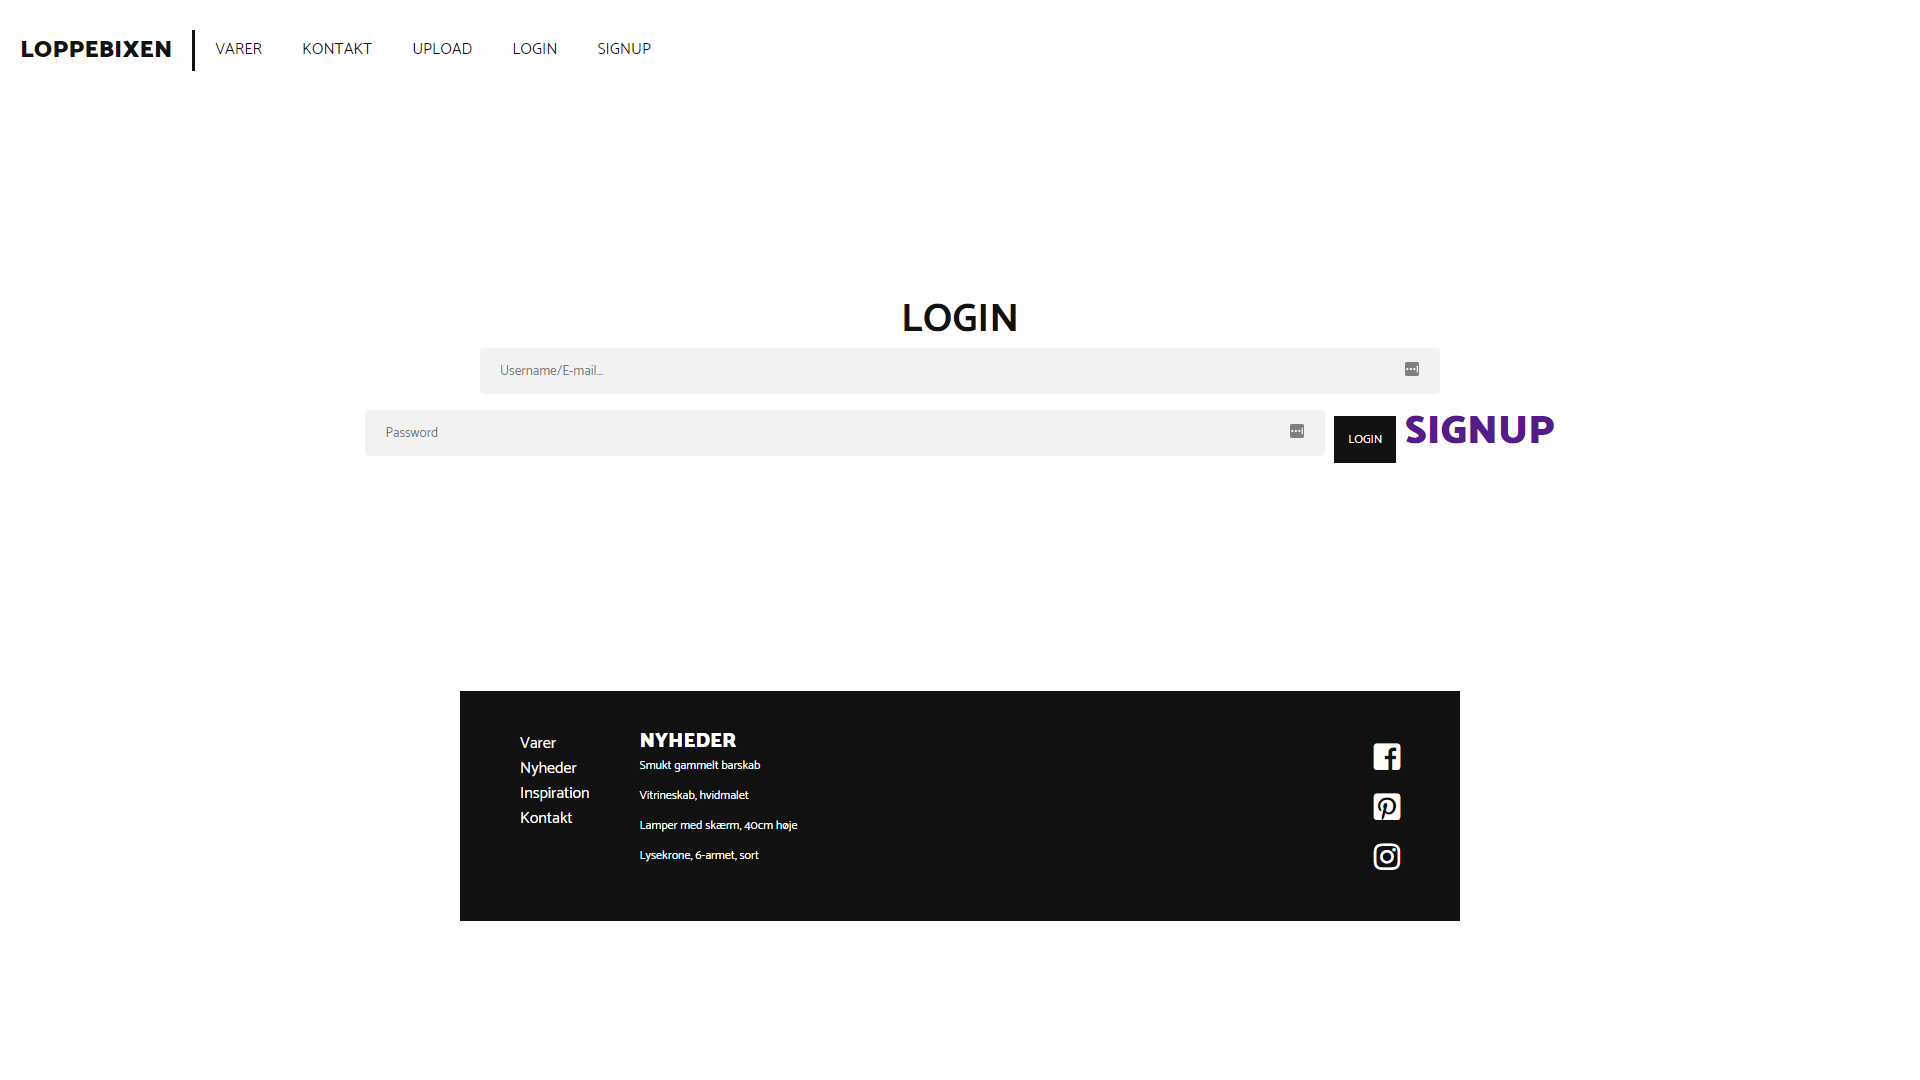 LOPPEBIXEN VARER KONTAKT UPLOAD LOGIN SIGNUP
LOGIN
Username/E-mail...
Password LOGIN SIGNUP
Varer
Nyheder
Inspiration
Kontakt
NYHEDER
Smukt gammelt barskab
Vitrineskab, hvidmalet
Lamper med skærm, 40cm høje
Lysekrone, 6-armet, sort